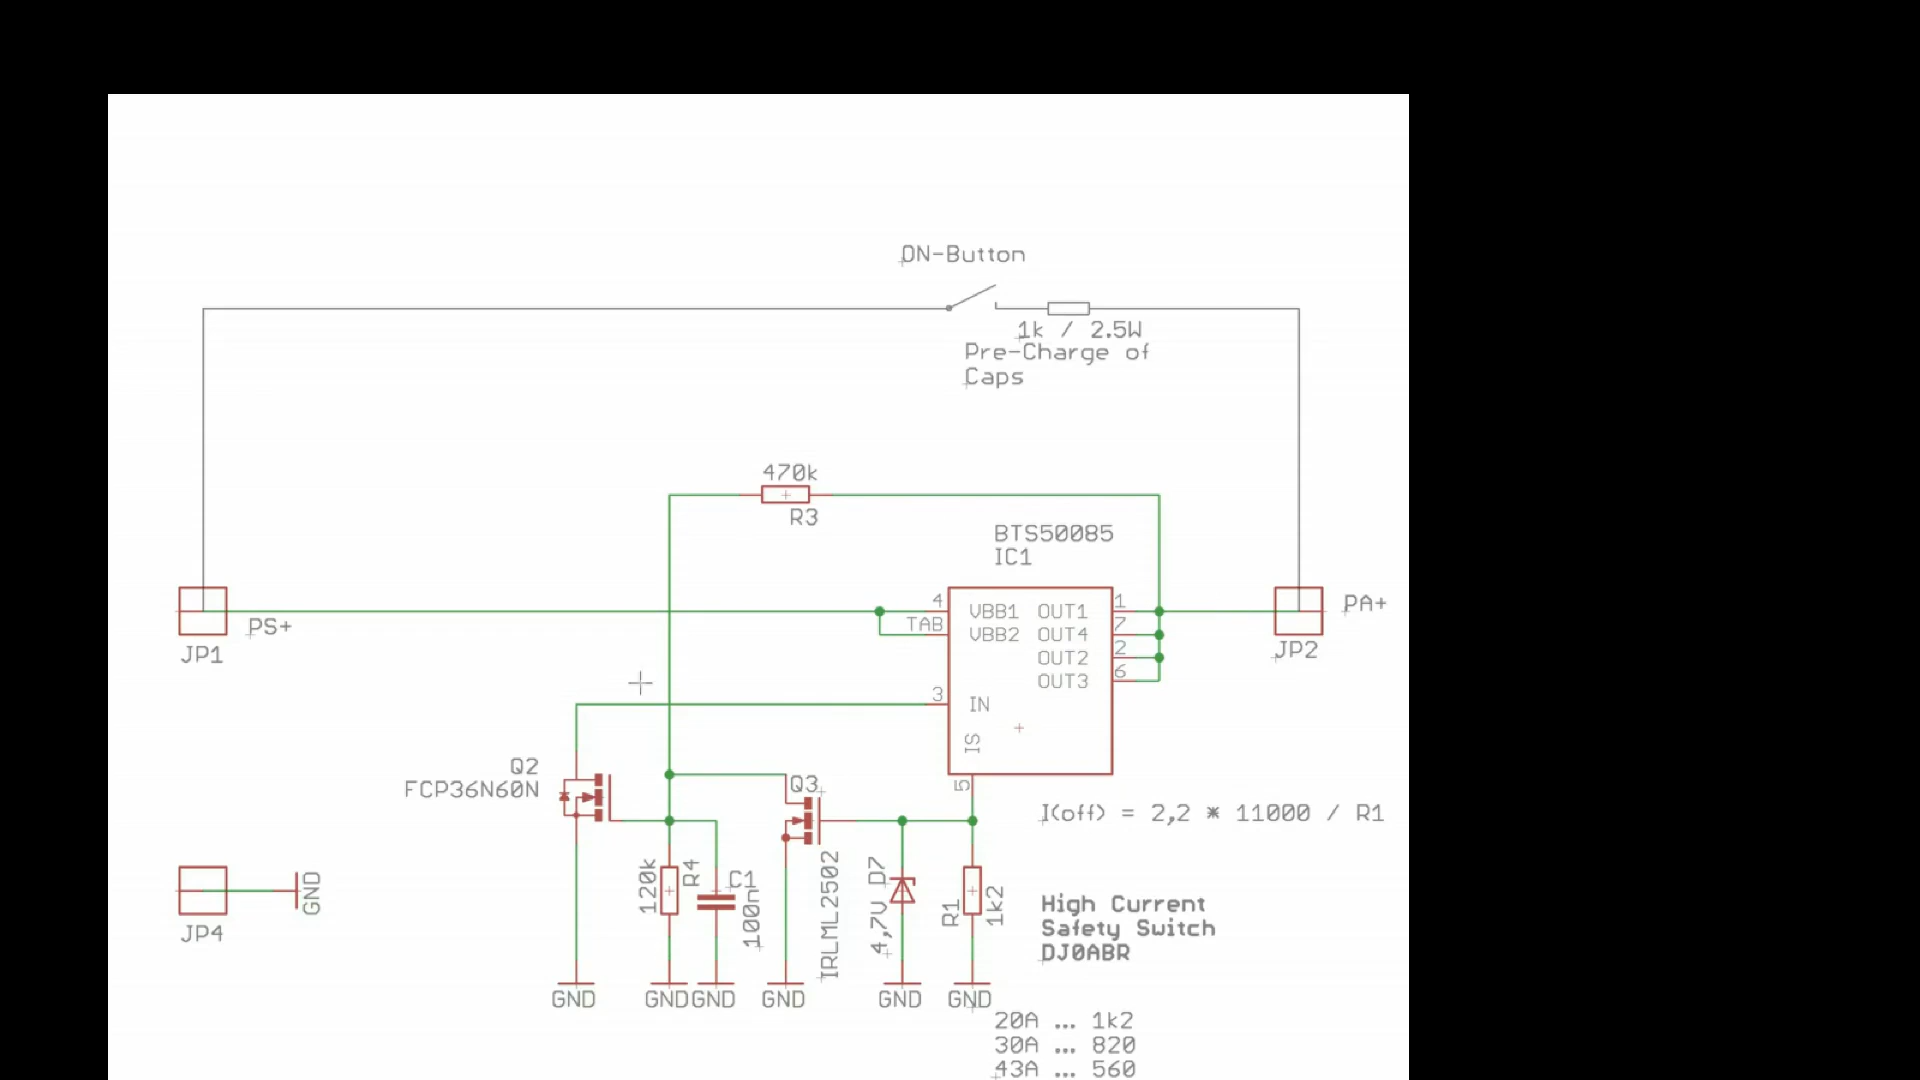 ON-Button
1k / 2.5W
Pre-Charge of
Caps
470k
R3
BTS50085
IC1
PS+
JP1
4
TAB
3
VBB1 OUT1
VBB2 OUT4
OUT2
OUT3
IN
IS
1
7
2
6
5
PA+
JP2
Q2
FCP36N60N
Q3
IRLML2502
I(off) = 2,2 * 11000 / R1
120k
R4
C1
100n
D7
4,7V
R1
1k2
JP4
GND
High Current
Safety Switch
DJ0ABR
GND
GND
GND
GND
GND
GND
20A ... 1k2
30A ... 820
43A ... 560